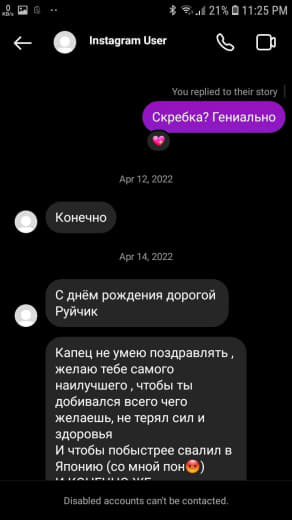 0
KB/s
21% 11:25 PM
Instagram User
You replied to their story
Скребка? Гениально
Apr 12, 2022
Конечно
Apr 14, 2022
С днём рождения дорогой
Руйчик
Капец не умею поздравлять ,
желаю тебе самого
наилучшего , чтобы ты
добивался всего чего
желаешь, не терял сил и
здоровья
И чтобы побыстрее свалил в
Японию (со мной пон😡)
И КОНЕЧНО ЖЕ
Disabled accounts can't be contacted.